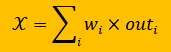 𝒳 = ∑ᵢ wᵢ × outᵢ